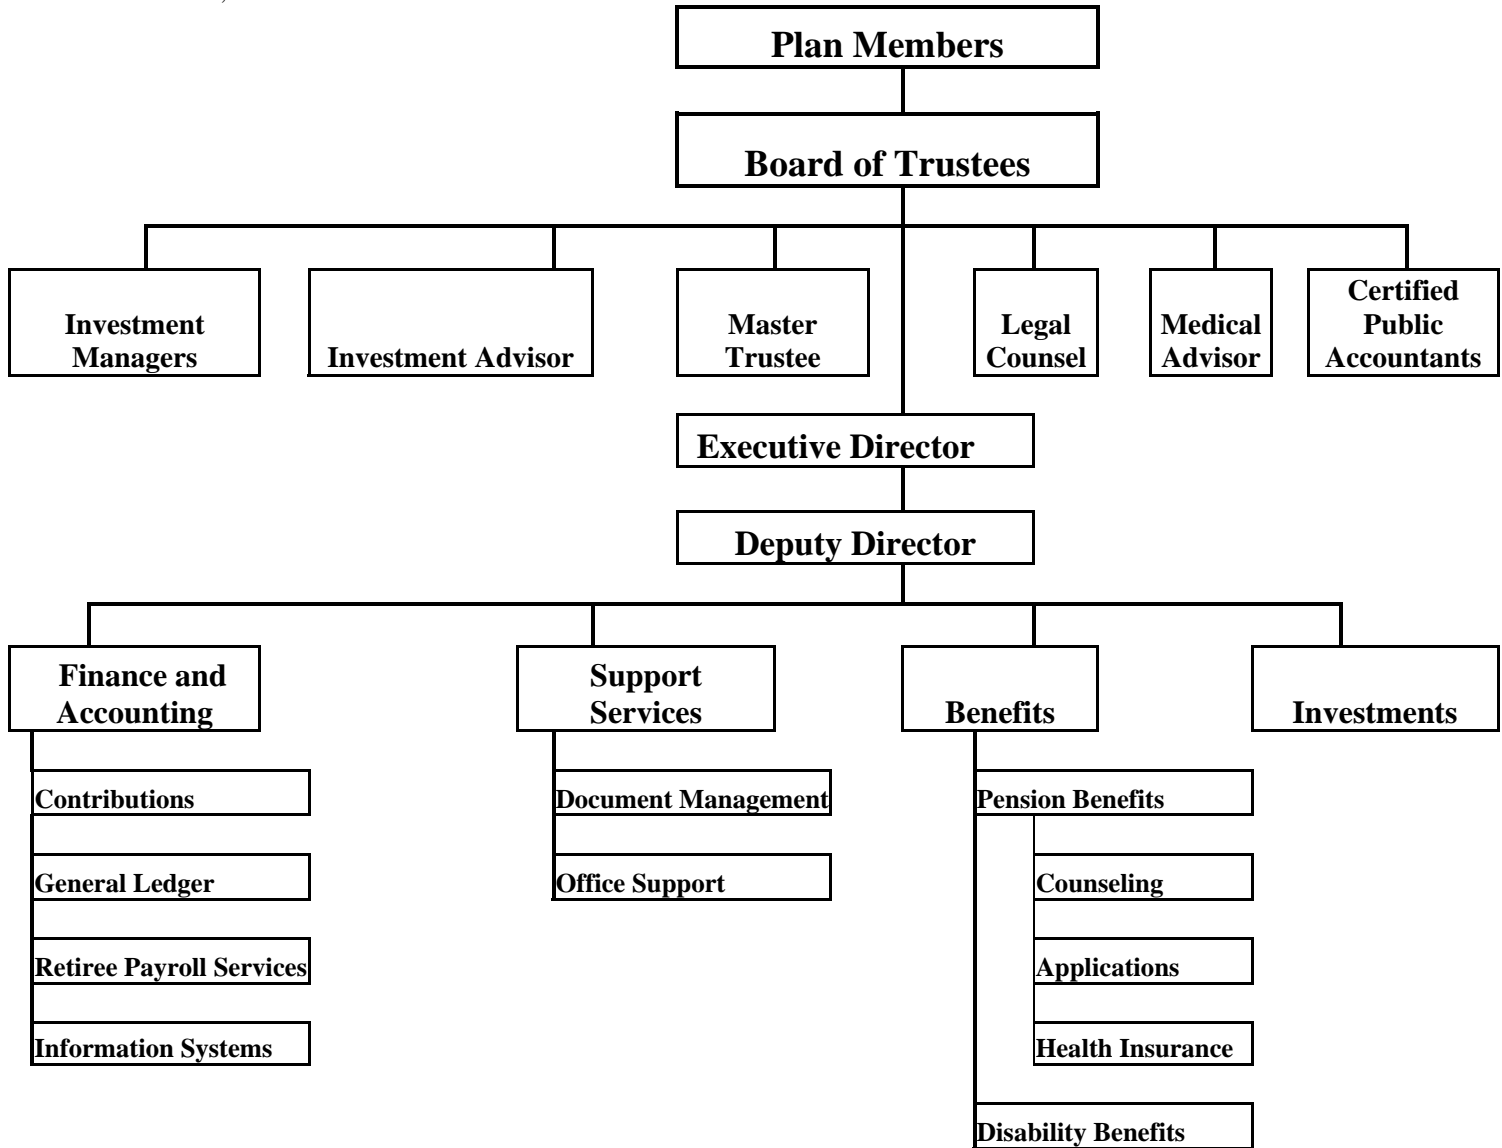 Plan Members
Board of Trustees
Investment
Managers
Investment Advisor
Master
Trustee
Legal
Counsel
Medical
Advisor
Certified
Public
Accountants
Executive Director
Deputy Director
Finance and
Accounting
Support
Services
Benefits
Investments
Contributions
Document Management
Pension Benefits
General Ledger
Office Support
Counseling
Retiree Payroll Services
Applications
Information Systems
Health Insurance
Disability Benefits